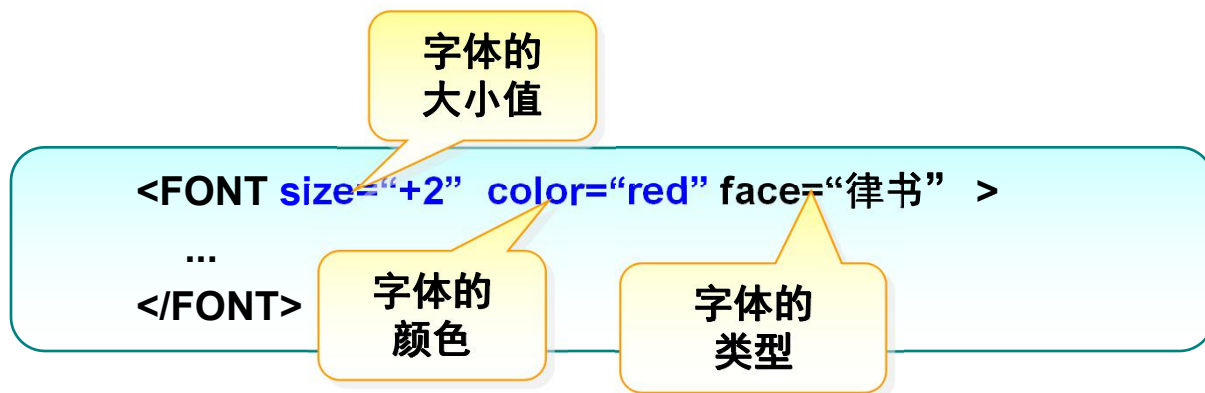 字体的
大小值
<FONT size=“+2” color=“red” face=“律书” >
...
</FONT>
字体的
颜色
字体的
类型